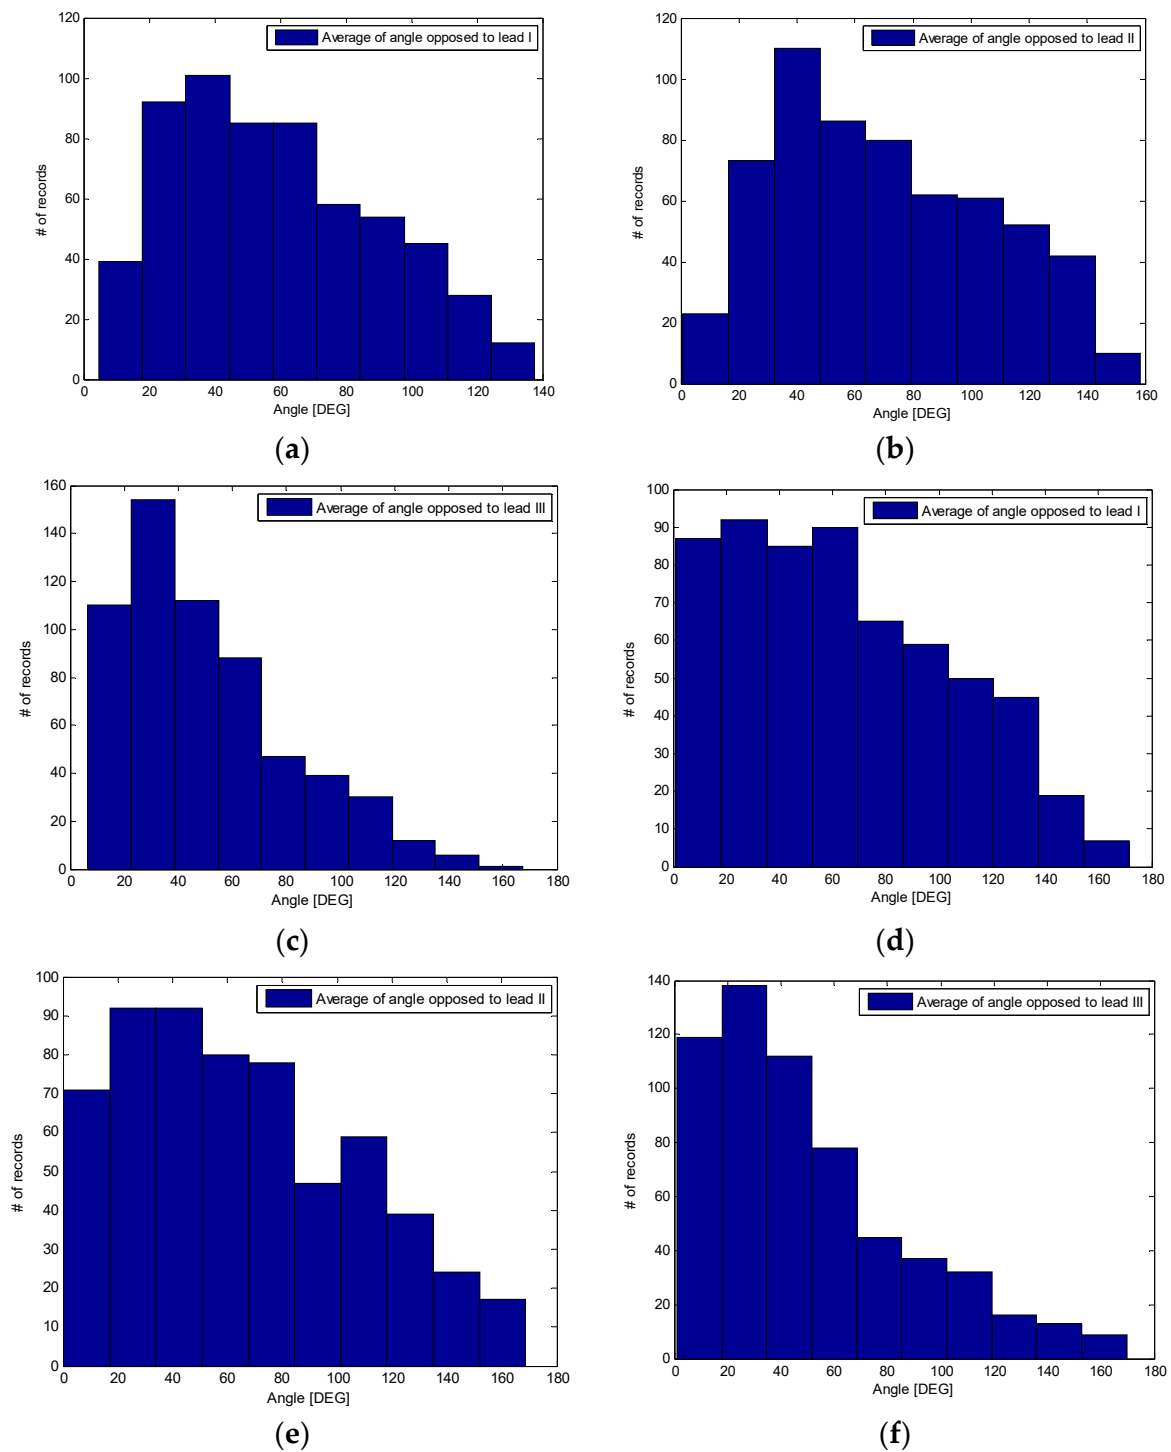 120
100
80
60
40
20
0
# of records
Average of angle opposed to lead I
0 20 40 60 80 100 120 140
Angle [DEG]
(a)
120
100
80
60
40
20
0
# of records
Average of angle opposed to lead II
0 20 40 60 80 100 120 140 160
Angle [DEG]
(b)
160
140
120
100
80
60
40
20
0
# of records
Average of angle opposed to lead III
0 20 40 60 80 100 120 140 160 180
Angle [DEG]
(c)
100
90
80
70
60
50
40
30
20
10
0
# of records
Average of angle opposed to lead I
0 20 40 60 80 100 120 140 160 180
Angle [DEG]
(d)
100
90
80
70
60
50
40
30
20
10
0
# of records
Average of angle opposed to lead II
0 20 40 60 80 100 120 140 160 180
Angle [DEG]
(e)
140
120
100
80
60
40
20
0
# of records
Average of angle opposed to lead III
0 20 40 60 80 100 120 140 160 180
Angle [DEG]
(f)